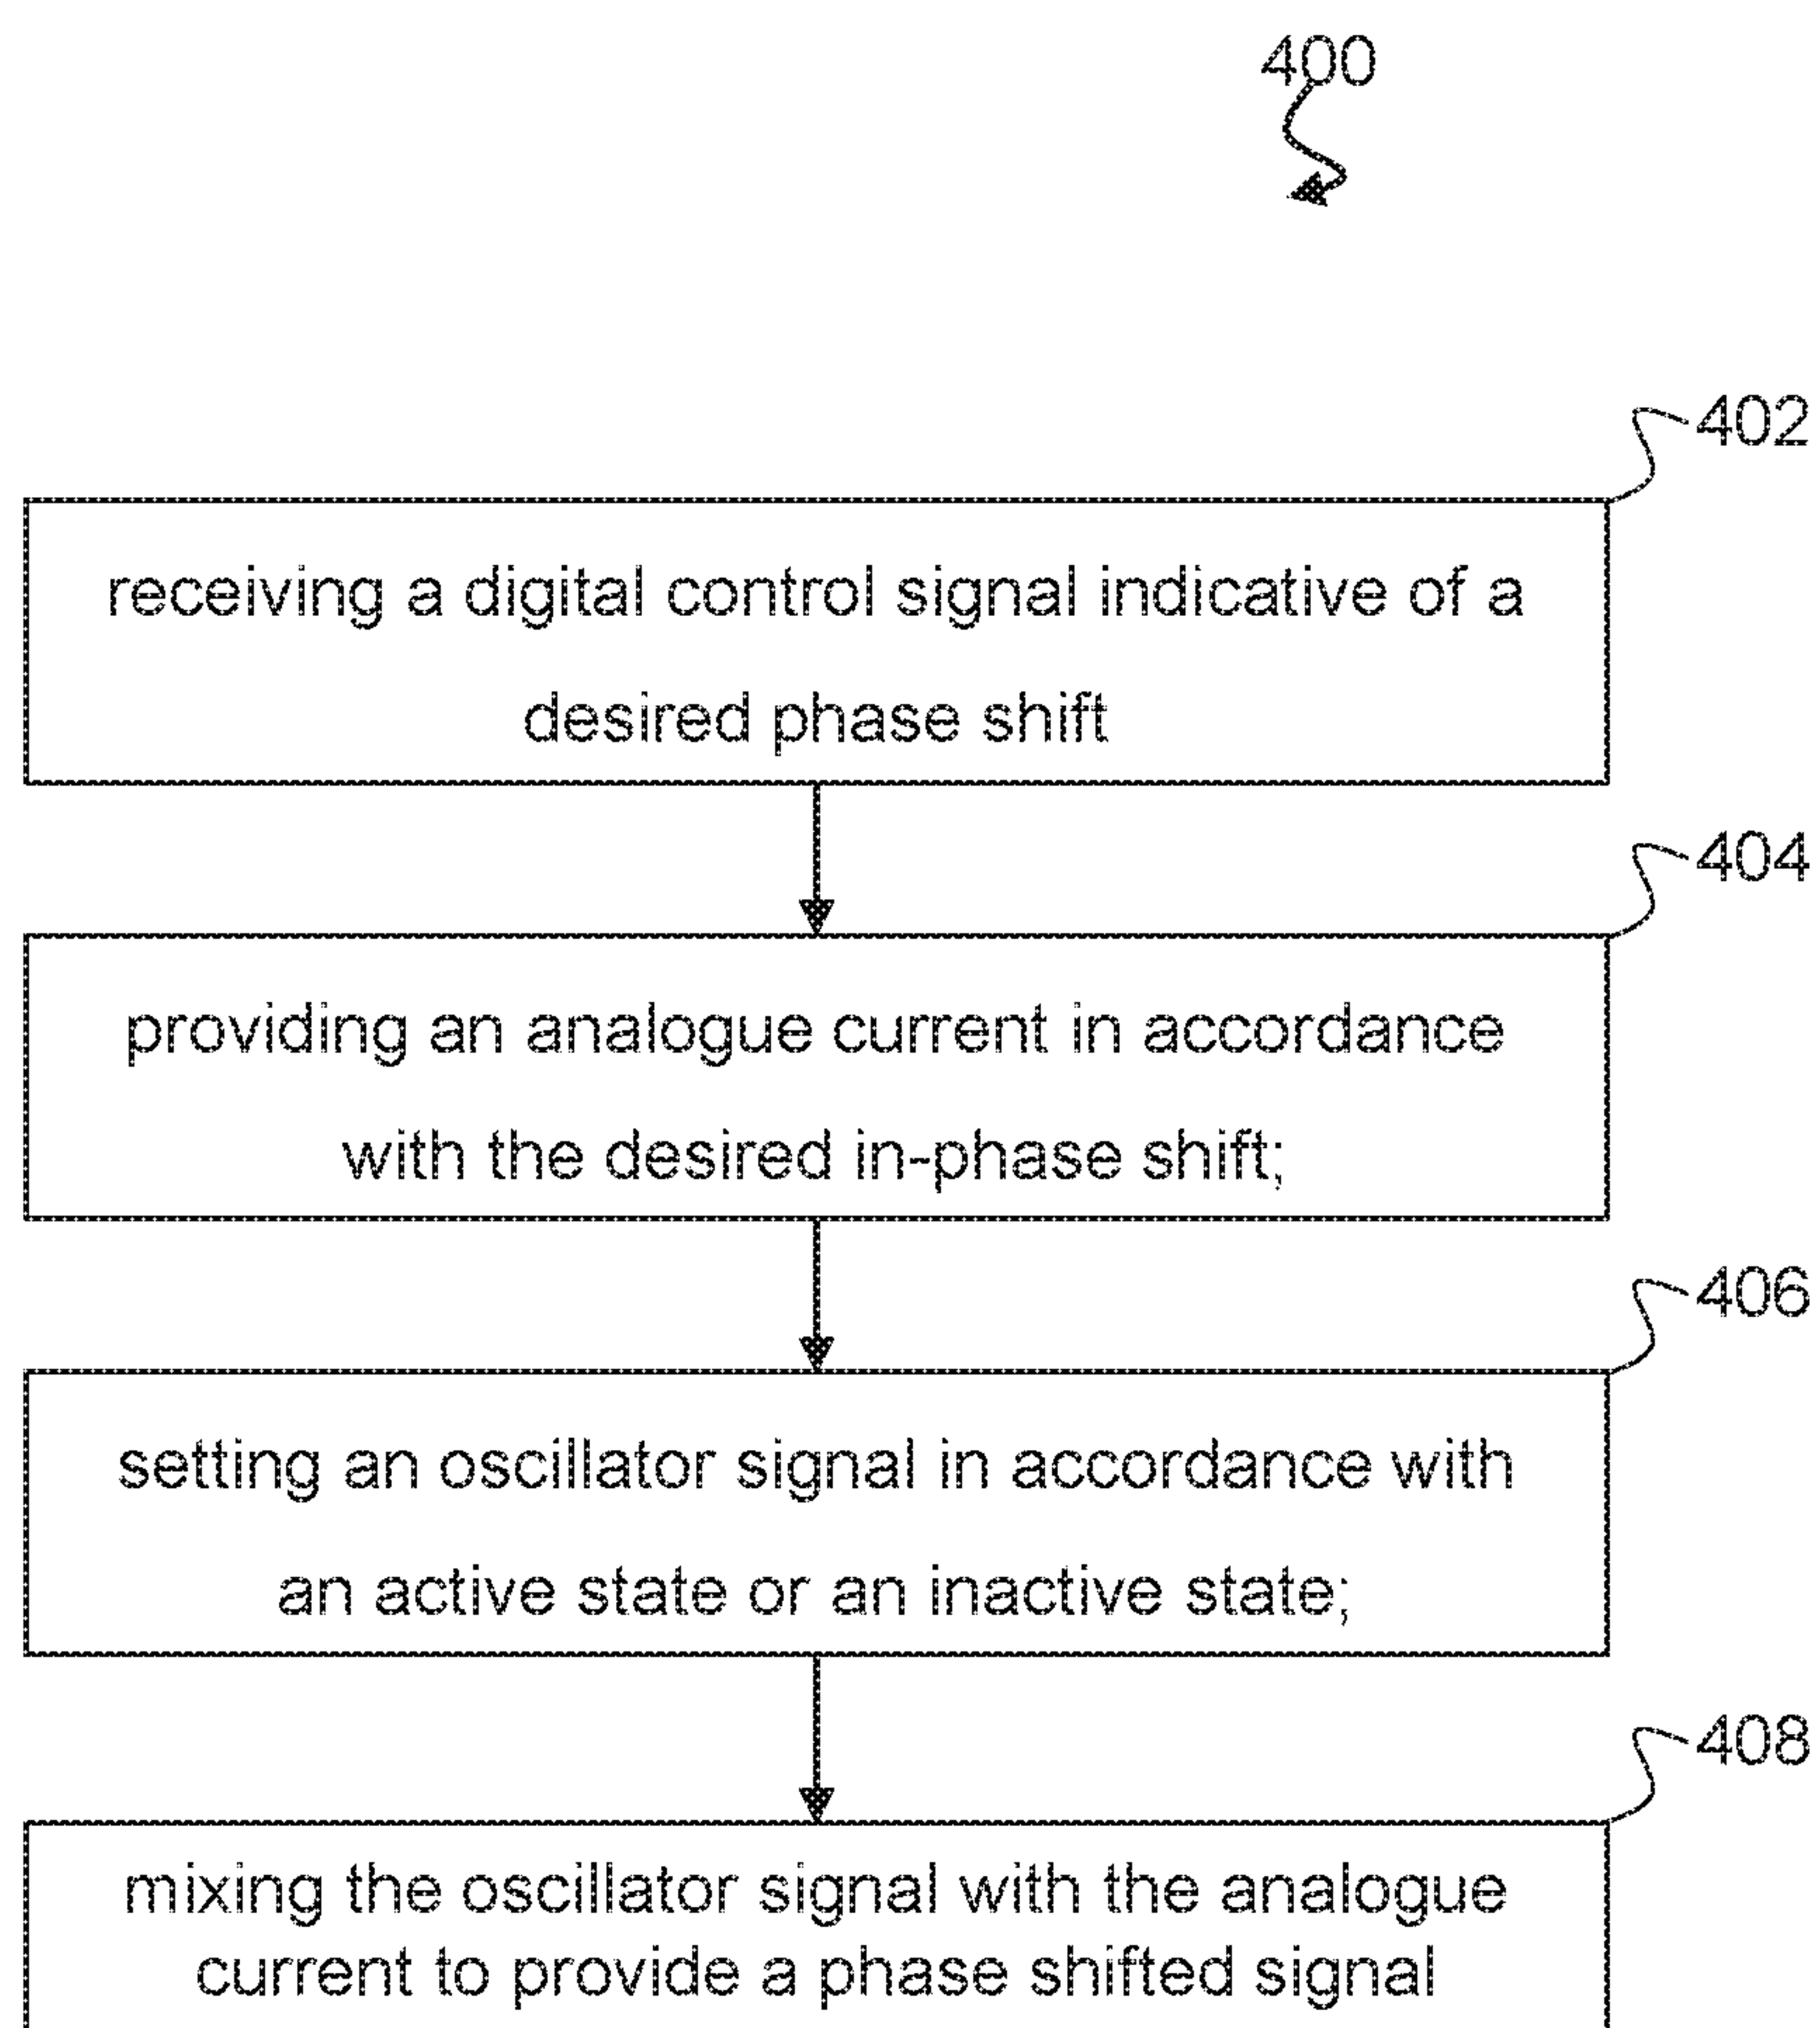 400
402
receiving a digital control signal indicative of a
desired phase shift
404
providing an analogue current in accordance
with the desired in-phase shift;
406
setting an oscillator signal in accordance with
an active state or an inactive state;
408
mixing the oscillator signal with the analogue
current to provide a phase shifted signal